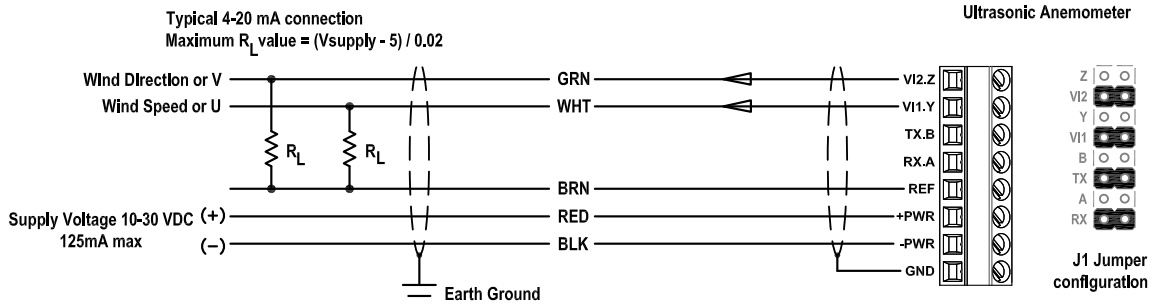 Typical 4-20 mA connection
Maximum RL value = (Vsupply - 5) / 0.02
Ultrasonic Anemometer
Wind Direction or V
GRN
VI2.Z
Wind Speed or U
WHT
VI1.Y
TX.B
RL
RL
RX.A
BRN
REF
Supply Voltage 10-30 VDC (+)
125mA max
(–)
RED
+PWR
BLK
-PWR
GND
Earth Ground
Z
VI2
Y
VI1
B
TX
A
RX
J1 Jumper
configuration